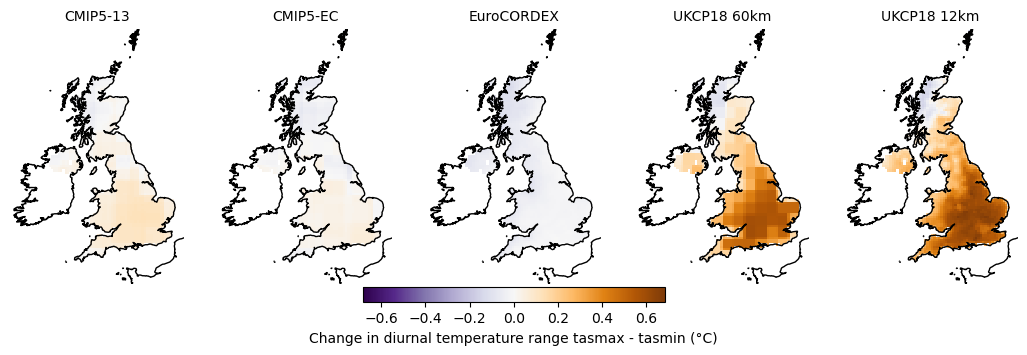 CMIP5-13
CMIP5-EC
EuroCORDEX
UKCP18 60km
UKCP18 12km
−0.6 −0.4 −0.2 0.0 0.2 0.4 0.6
Change in diurnal temperature range tasmax - tasmin (°C)